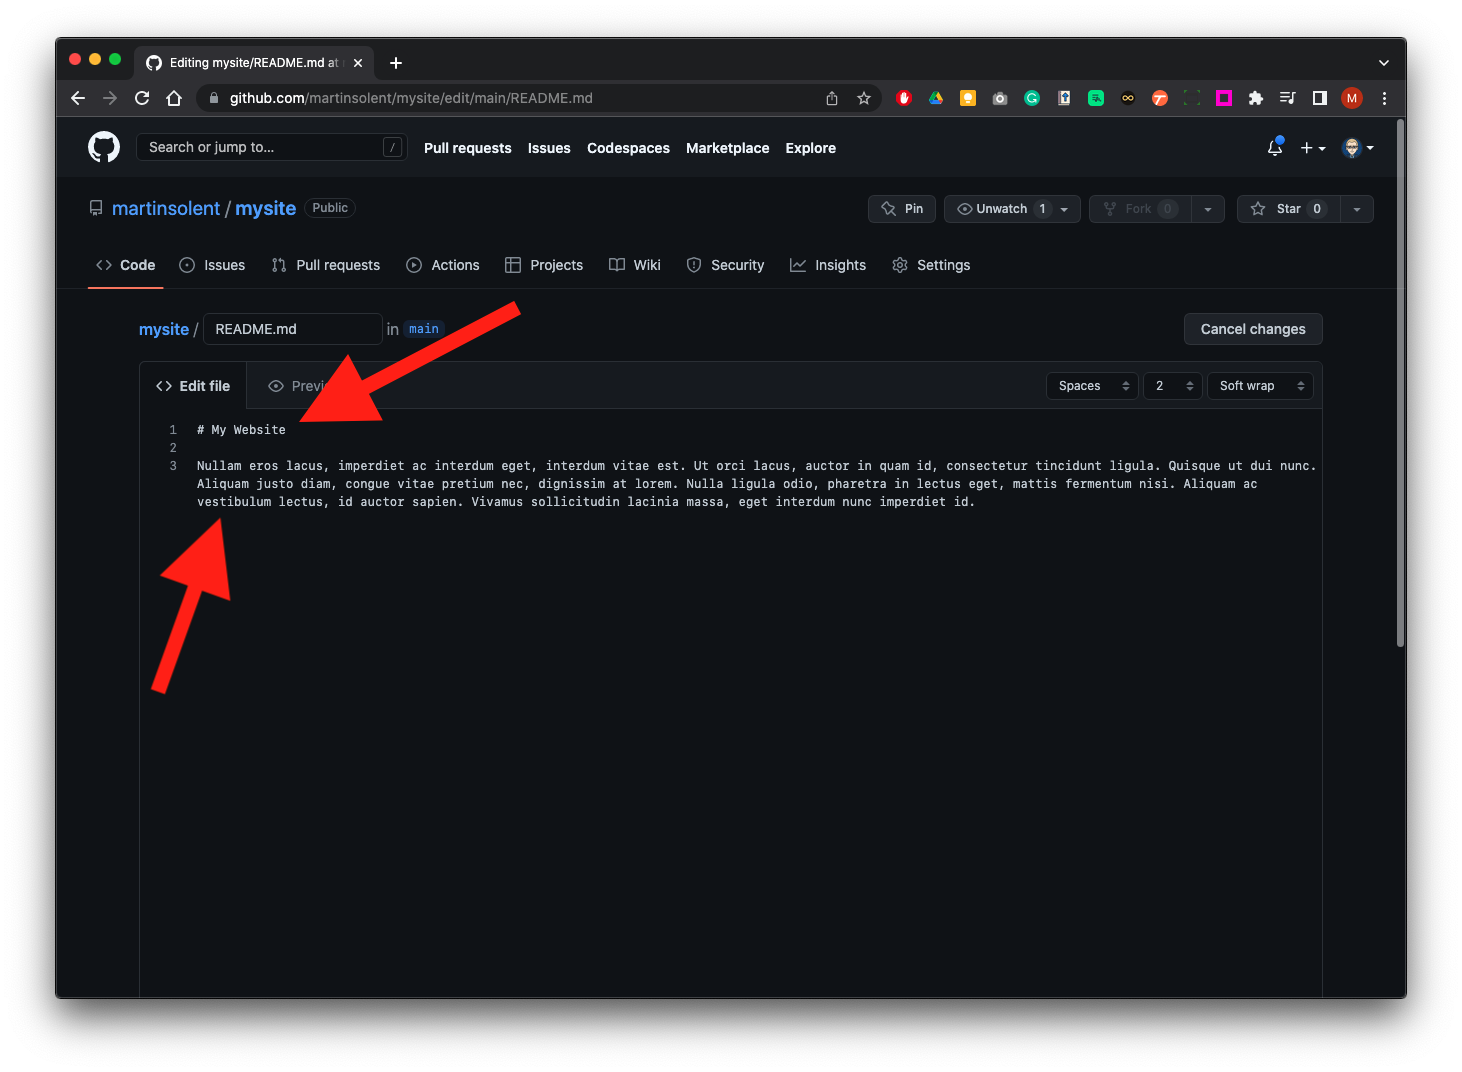 Editing mysite/README.md at
github.com/martinsolent/mysite/edit/main/README.md
M
Search or jump to... /
Pull requests Issues Codespaces Marketplace Explore
martinsolent / mysite Public
Pin Unwatch 1 Fork 0 Star 0
Code Issues Pull requests Actions Projects Wiki Security Insights Settings
mysite / README.md in main Cancel changes
Edit file Spaces 2 Soft wrap
1 # My Website
2
3 Nullam eros lacus, imperdiet ac interdum eget, interdum vitae est. Ut orci lacus, auctor in quam id, consectetur tincidunt ligula. Quisque ut dui nunc.
Aliquam justo diam, congue vitae pretium nec, dignissim at lorem. Nulla ligula odio, pharetra in lectus eget, mattis fermentum nisi. Aliquam ac
vestibulum lectus, id auctor sapien. Vivamus sollicitudin lacinia massa, eget interdum nunc imperdiet id.